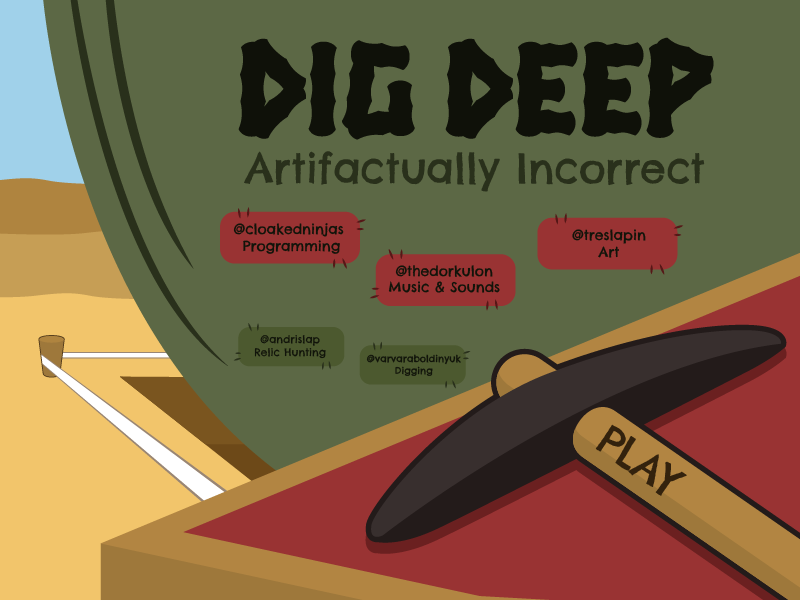 DIG DEEP
Artifactually Incorrect
@cloakedninjas
Programming
@thedorkulon
Music & Sounds
@treslapin
Art
@andrislap
Relic Hunting
@varvaraboldinyuk
Digging
PLAY